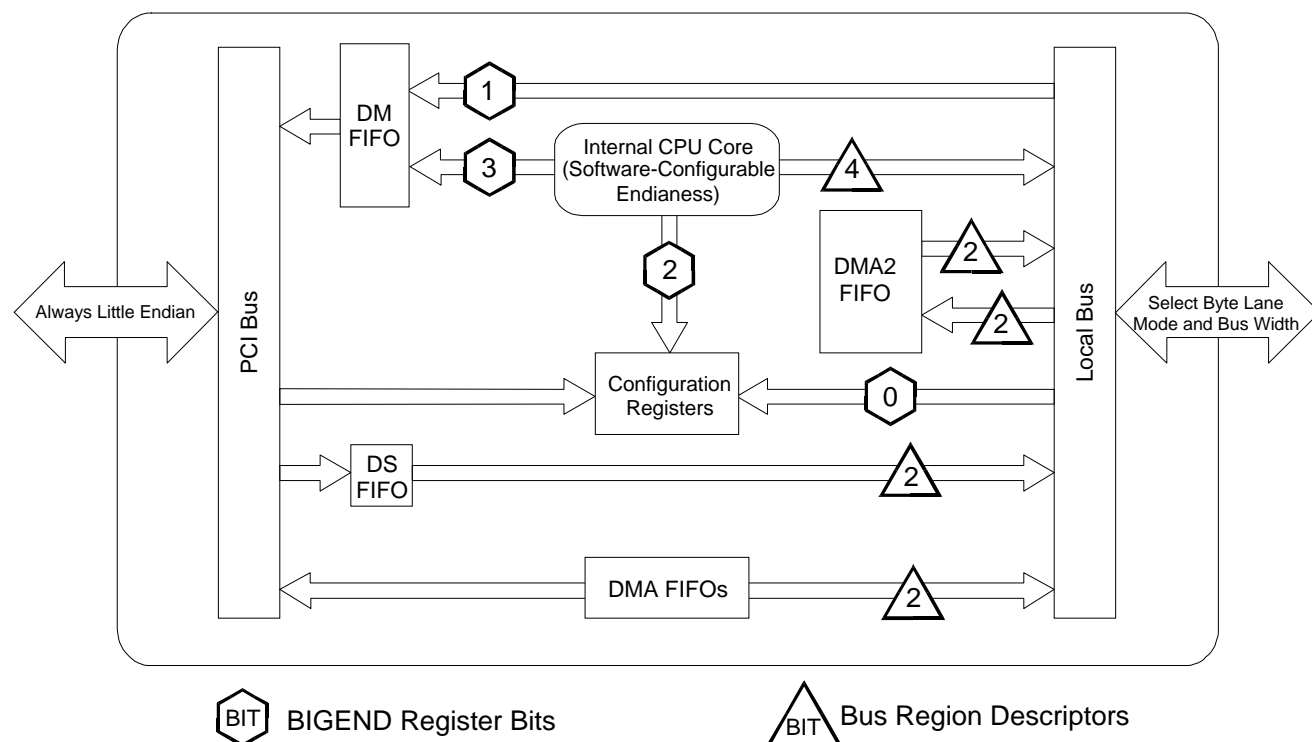 1
DM
FIFO
Internal CPU Core
(Software-Configurable
Endianess)
3
4
2
DMA2
FIFO
2
2
Always Little Endian
PCI Bus
Local Bus
Select Byte Lane
Mode and Bus Width
Configuration
Registers
0
DS
FIFO
2
DMA FIFOs
2
BIT
BIGEND Register Bits
BIT
Bus Region Descriptors